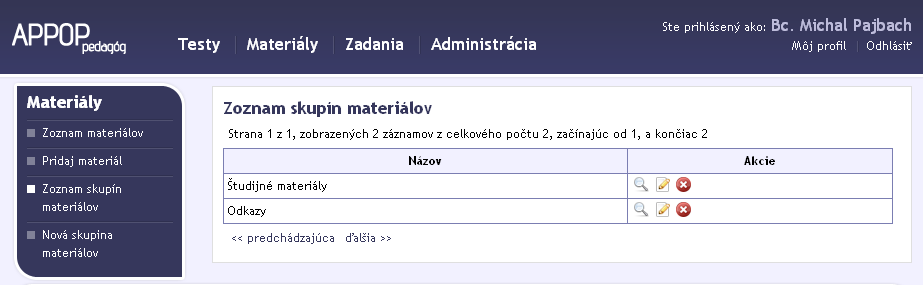 APPOP pedagóg
Testy Materiály Zadania Administrácia
Ste prihlásený ako: Bc. Michal Pajbach
Môj profil Odhlásiť
Materiály
Zoznam materiálov
Pridaj materiál
Zoznam skupín
materiálov
Nová skupina
materiálov
Zoznam skupín materiálov
Strana 1 z 1, zobrazených 2 záznamov z celkového počtu 2, začínajúc od 1, a končiac 2
Názov Akcie
Študijné materiály
Odkazy
<< predchádzajúca ďalšia >>